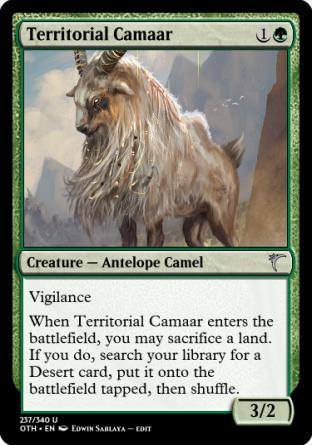 Territorial Camaar 1
Creature — Antelope Camel
Vigilance
When Territorial Camaar enters the
battlefield, you may sacrifice a land.
If you do, search your library for a
Desert card, put it onto the
battlefield tapped, then shuffle.
3/2
237/340 U
OTH • EN Edwin Sablaya — edit